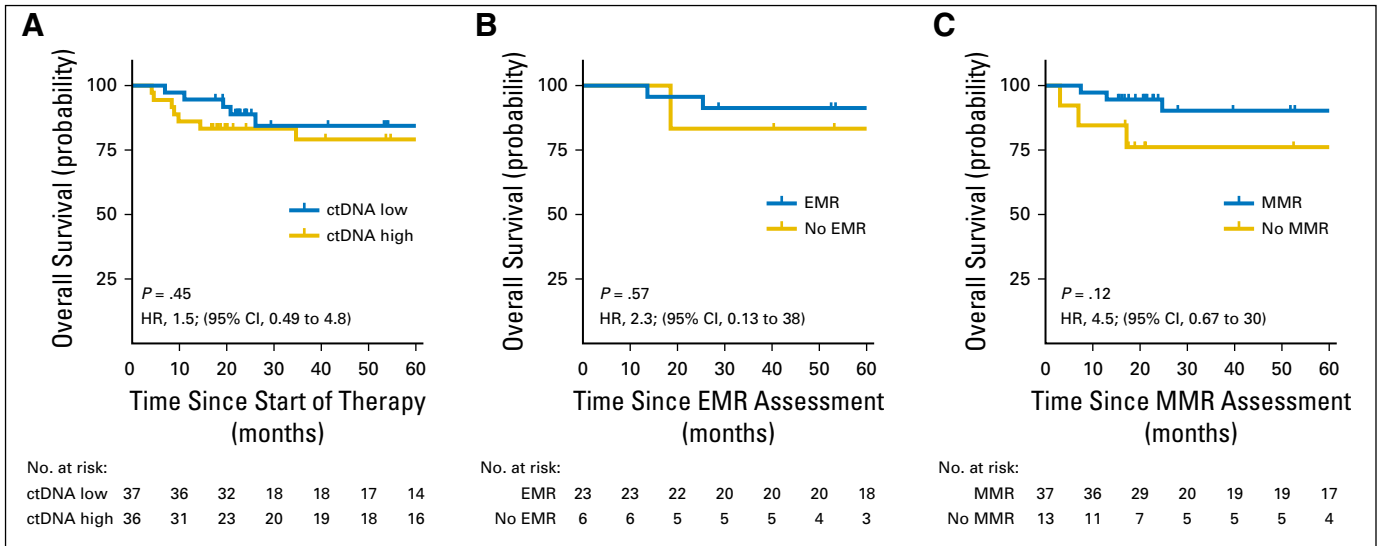 A
Overall Survival (probability)
100
75
50
25
ctDNA low
ctDNA high
P = .45
HR, 1.5; (95% CI, 0.49 to 4.8)
0 10 20 30 40 50 60
Time Since Start of Therapy
(months)
No. at risk:
ctDNA low 37 36 32 18 18 17 14
ctDNA high 36 31 23 20 19 18 16
B
Overall Survival (probability)
100
75
50
25
EMR
No EMR
P = .57
HR, 2.3; (95% CI, 0.13 to 38)
0 10 20 30 40 50 60
Time Since EMR Assessment
(months)
No. at risk:
EMR 23 23 22 20 20 20 18
No EMR 6 6 5 5 5 4 3
C
Overall Survival (probability)
100
75
50
25
MMR
No MMR
P = .12
HR, 4.5; (95% CI, 0.67 to 30)
0 10 20 30 40 50 60
Time Since MMR Assessment
(months)
No. at risk:
MMR 37 36 29 20 19 19 17
No MMR 13 11 7 5 5 5 4